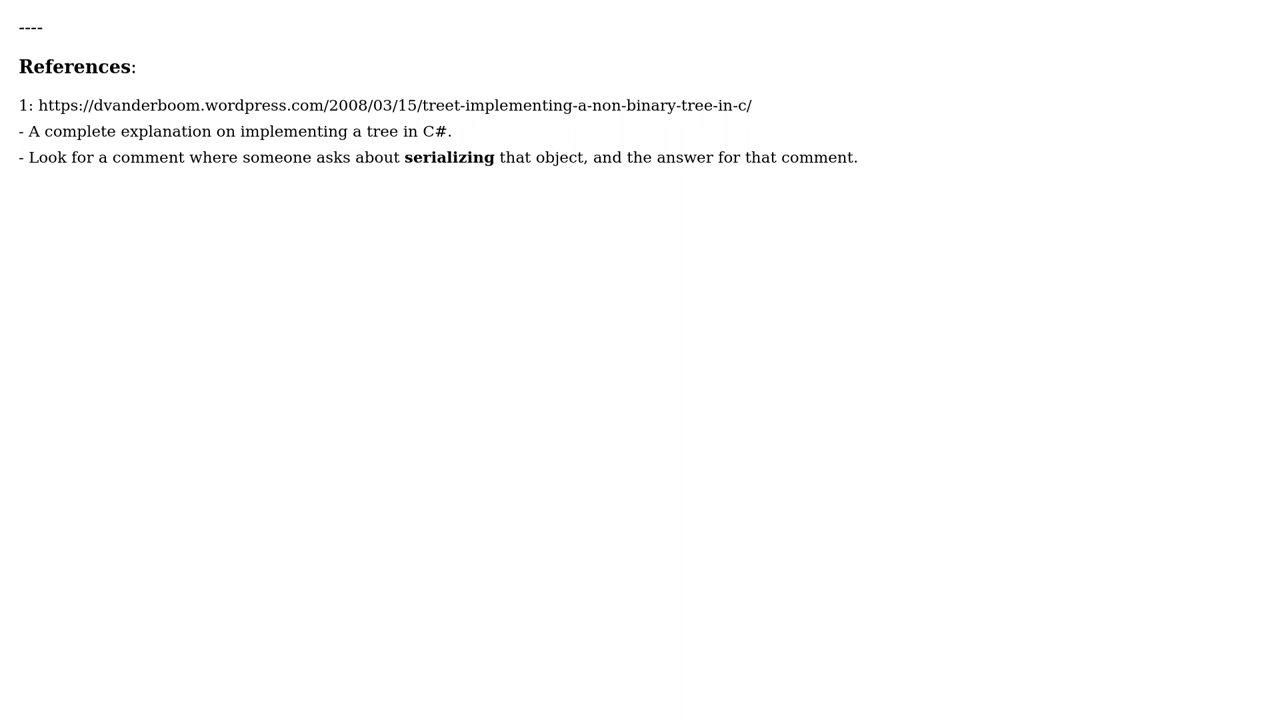 ----
References:
1: https://dvanderboom.wordpress.com/2008/03/15/treet-implementing-a-non-binary-tree-in-c/
- A complete explanation on implementing a tree in C#.
- Look for a comment where someone asks about serializing that object, and the answer for that comment.